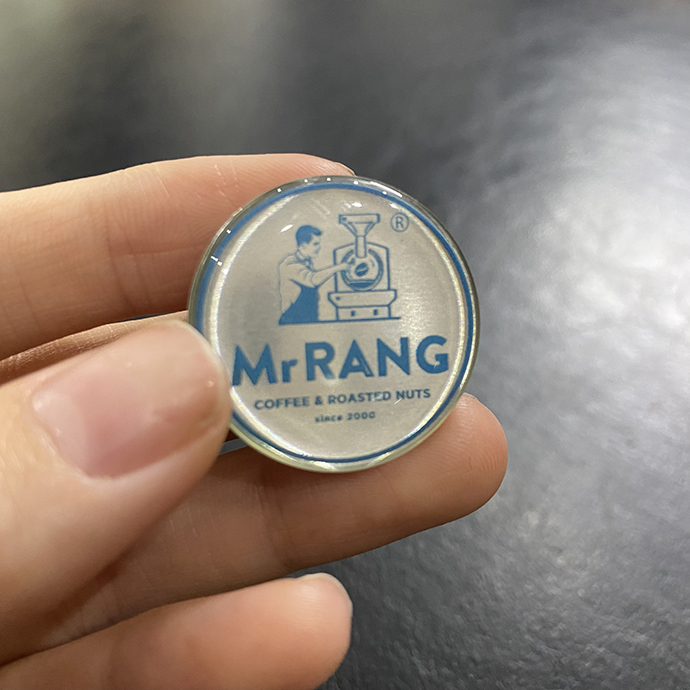 ®
MrRANG
COFFEE & ROASTED NUTS
since 2000